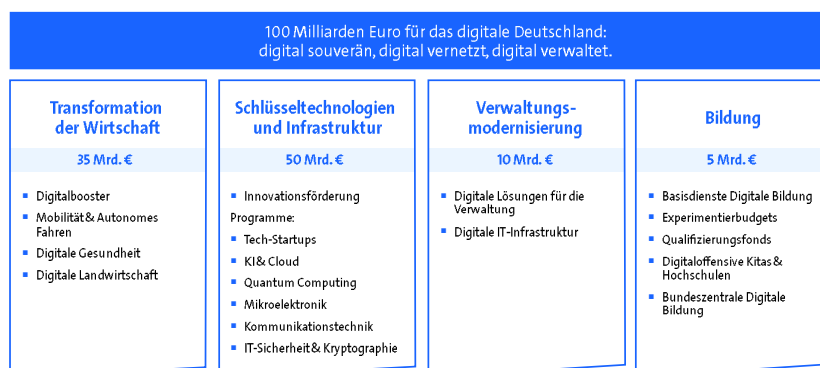 100 Milliarden Euro für das digitale Deutschland:
digital souverän, digital vernetzt, digital verwaltet.
Transformation
der Wirtschaft
35 Mrd. €
▪ Digitalbooster
▪ Mobilität & Autonomes
Fahren
▪ Digitale Gesundheit
▪ Digitale Landwirtschaft
Schlüsseltechnologien
und Infrastruktur
50 Mrd. €
▪ Innovationsförderung
Programme:
▪ Tech-Startups
▪ KI & Cloud
▪ Quantum Computing
▪ Mikroelektronik
▪ Kommunikationstechnik
▪ IT-Sicherheit & Kryptographie
Verwaltungs-
modernisierung
10 Mrd. €
▪ Digitale Lösungen für die
Verwaltung
▪ Digitale IT-Infrastruktur
Bildung
5 Mrd. €
▪ Basisdienste Digitale Bildung
▪ Experimentierbudgets
▪ Qualifizierungsfonds
▪ Digitaloffensive Kitas &
Hochschulen
▪ Bundeszentrale Digitale
Bildung